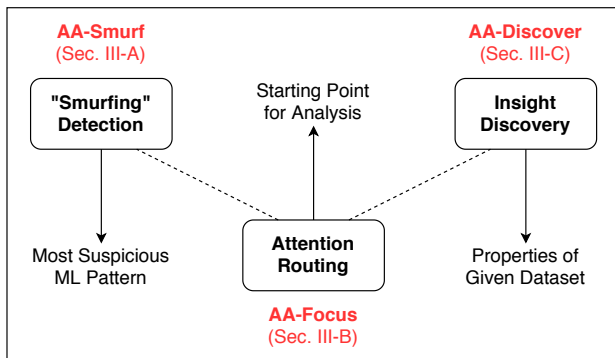 AA-Smurf
(Sec. III-A)
"Smurfing"
Detection
Most Suspicious
ML Pattern
Starting Point
for Analysis
Attention
Routing
AA-Focus
(Sec. III-B)
AA-Discover
(Sec. III-C)
Insight
Discovery
Properties of
Given Dataset